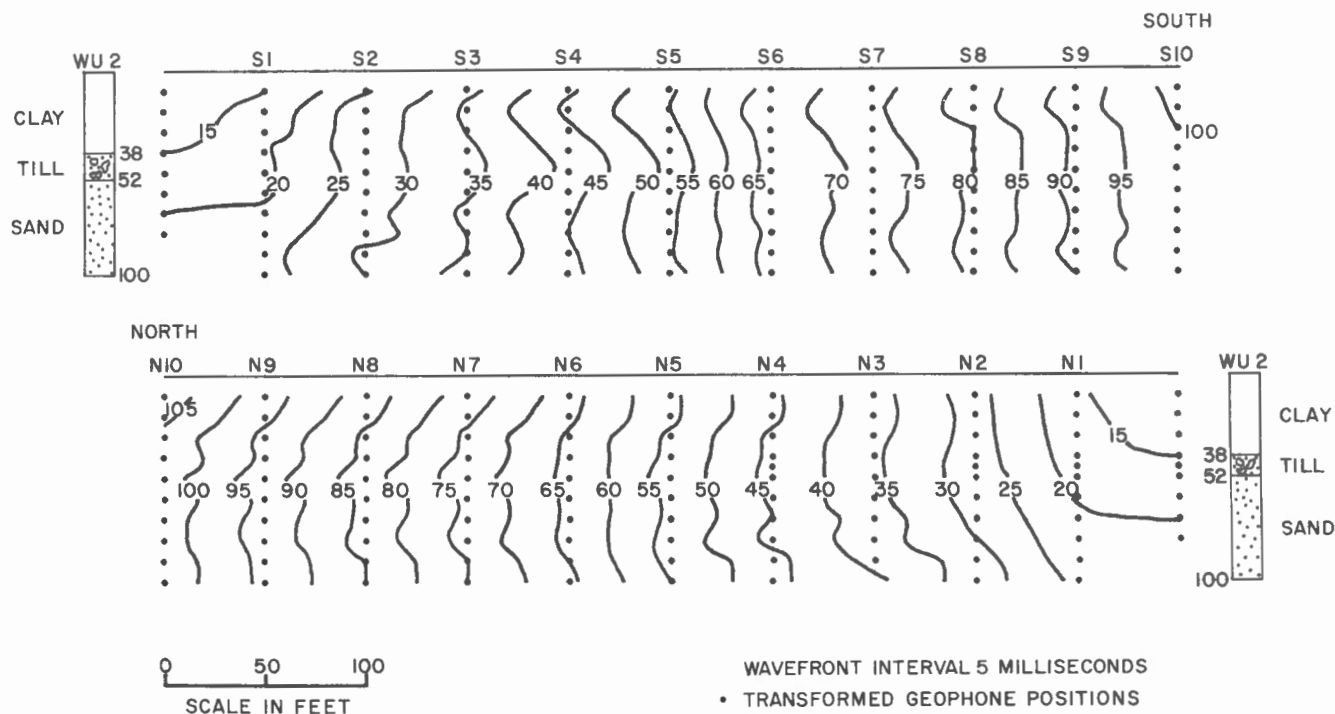 SOUTH
WU 2 S1 S2 S3 S4 S5 S6 S7 S8 S9 S10
CLAY 15 100
38
TILL
52 20 25 30 35 40 45 50 55 60 65 70 75 80 85 90 95
SAND
100
NORTH
N10 N9 N8 N7 N6 N5 N4 N3 N2 N1 WU 2
105 CLAY
15
38
TILL
52
100 95 90 85 80 75 70 65 60 55 50 45 40 35 30 25 20
SAND
100
0 50 100
SCALE IN FEET
WAVEFRONT INTERVAL 5 MILLISECONDS
• TRANSFORMED GEOPHONE POSITIONS